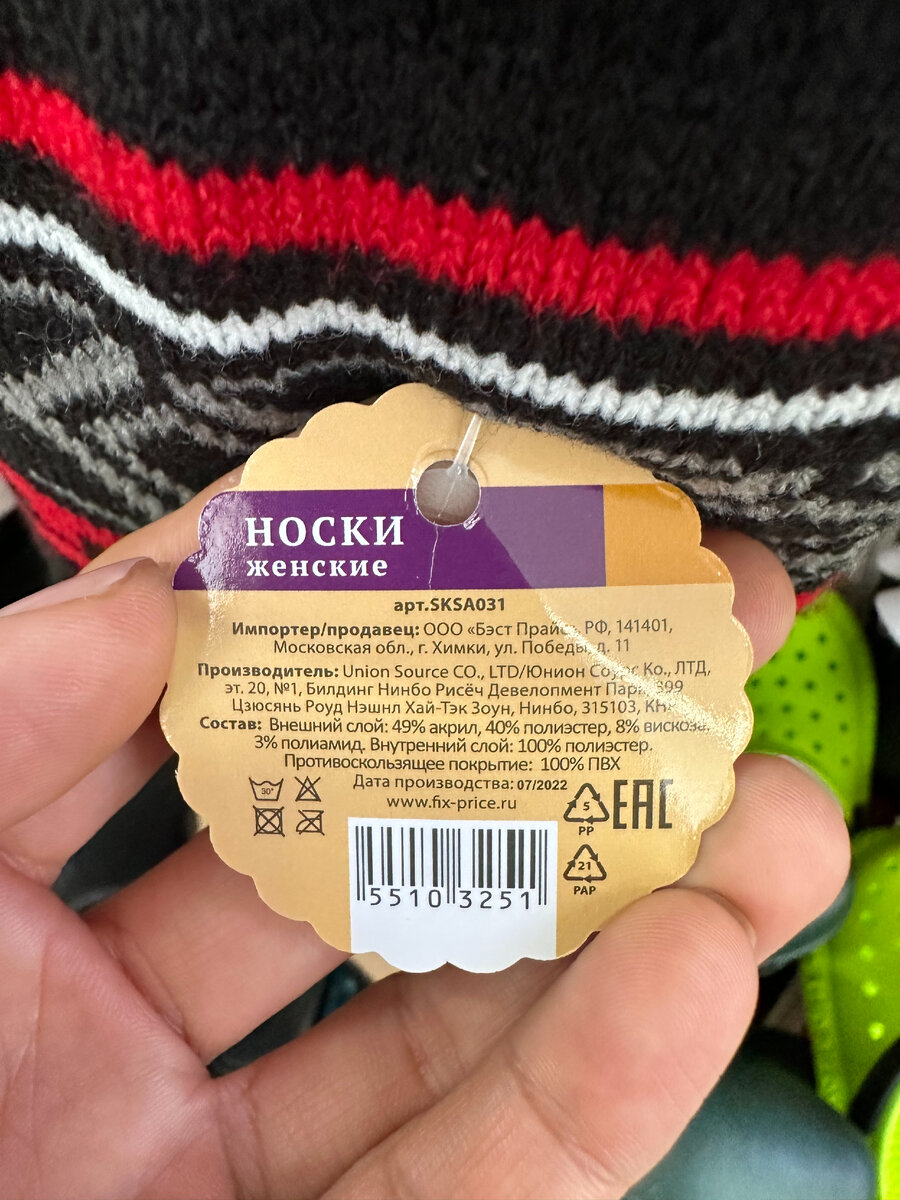 НОСКИ
женские
арт.SKSA031
Импортер/продавец: ООО «Бэст Прайс», РФ, 141401,
Московская обл., г. Химки, ул. Победы, д. 11
Производитель: Union Source CO., LTD/Юнион Соурс Ко., ЛТД,
эт. 20, №1, Билдинг Нинбо Рисёч Девелопмент Парк
Цзюсянь Роуд Нэшнл Хай-Тэк Зоун, Нинбо, 315103, КНР
Состав: Внешний слой: 49% акрил, 40% полиэстер, 8% вискоза,
3% полиамид. Внутренний слой: 100% полиэстер.
Противоскользящее покрытие: 100% ПВХ
Дата производства: 07/2022
www.fix-price.ru
30°
5
PP
EAC
21
PAP
5510 3251